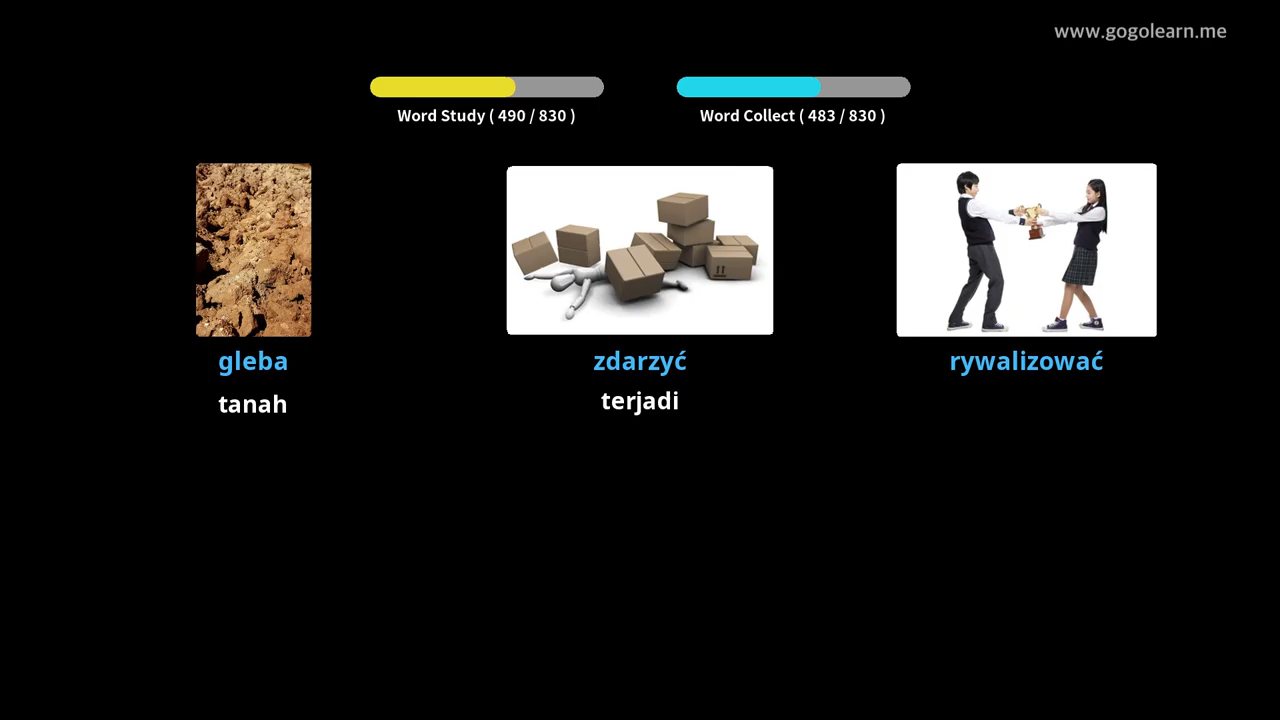 www.gogolearn.me
Word Study ( 490 / 830 )
Word Collect ( 483 / 830 )
gleba
zdarzyć
rywalizować
tanah
terjadi